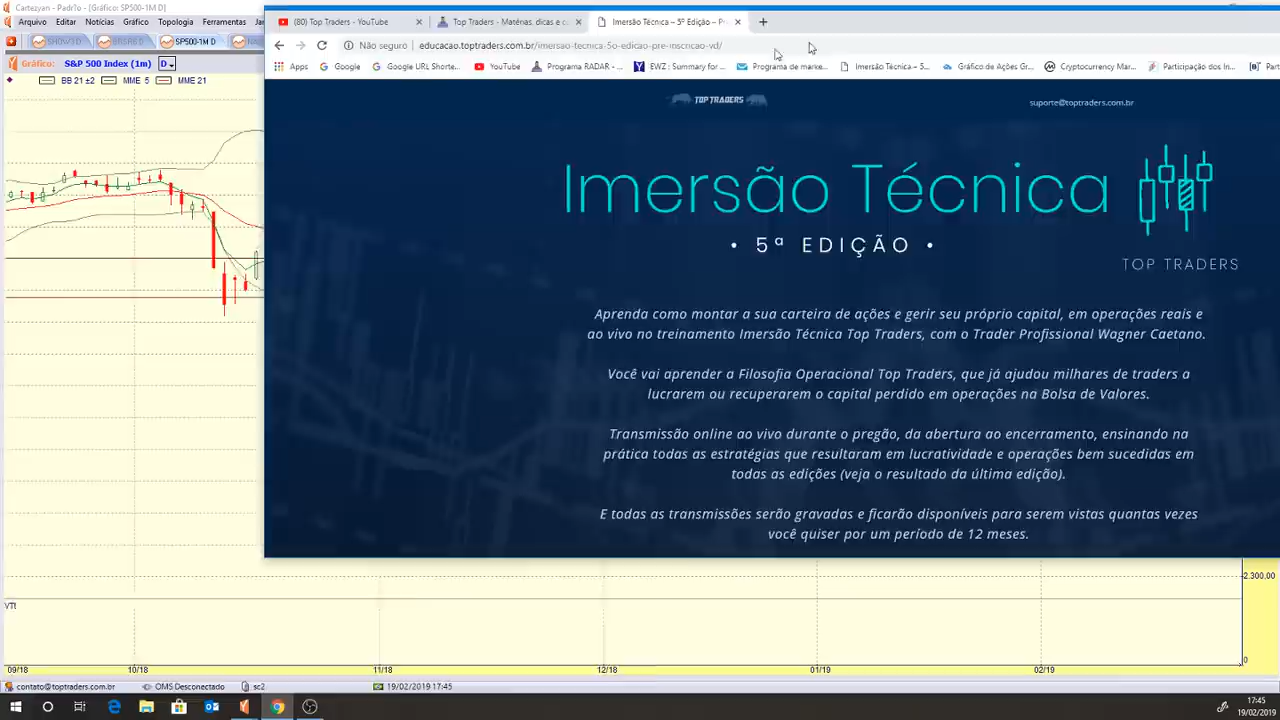 Cartezyan - PadrTo - [Gráfico: SP500-1M D]
Arquivo Editar Notícias Gráfico Topologia Ferramentas
SP500-1M D
Gráfico: S&P 500 Index (1m) D
BB 21 ±2 MME 5 MME 21
(80) Top Traders - YouTube
Top Traders - Matérias, dicas e c
Imersão Técnica – 5ª Edição – P
Não seguro educacao.toptraders.com.br/imersao-tecnica-5o-edicao-pre-inscricao-vd/
Apps Google Google URL Shorte... YouTube Programa RADAR - ... EWZ : Summary for ... Programa de marke... Imersão Técnica – 5... Gráfico de Ações Gr... Cryptocurrency Mar... Participação dos In...
TOP TRADERS
suporte@toptraders.com.br
Imersão Técnica
• 5ª EDIÇÃO •
TOP TRADERS
Aprenda como montar a sua carteira de ações e gerir seu próprio capital, em operações reais e
ao vivo no treinamento Imersão Técnica Top Traders, com o Trader Profissional Wagner Caetano.
Você vai aprender a Filosofia Operacional Top Traders, que já ajudou milhares de traders a
lucrarem ou recuperarem o capital perdido em operações na Bolsa de Valores.
Transmissão online ao vivo durante o pregão, da abertura ao encerramento, ensinando na
prática todas as estratégias que resultaram em lucratividade e operações bem sucedidas em
todas as edições (veja o resultado da última edição).
E todas as transmissões serão gravadas e ficarão disponíveis para serem vistas quantas vezes
você quiser por um período de 12 meses.
2.300,00
VTt
0
09/18 10/18 11/18 12/18 01/19 02/19
contato@toptraders.com.br OMS Desconectado sc2 19/02/2019 17:45
17:45
19/02/2019